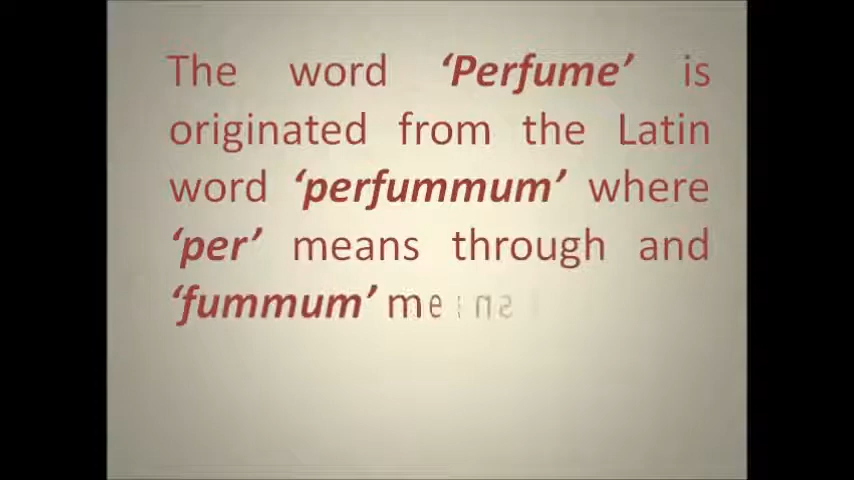 The word ‘Perfume’ is
originated from the Latin
word ‘perfummum’ where
‘per’ means through and
‘fummum’